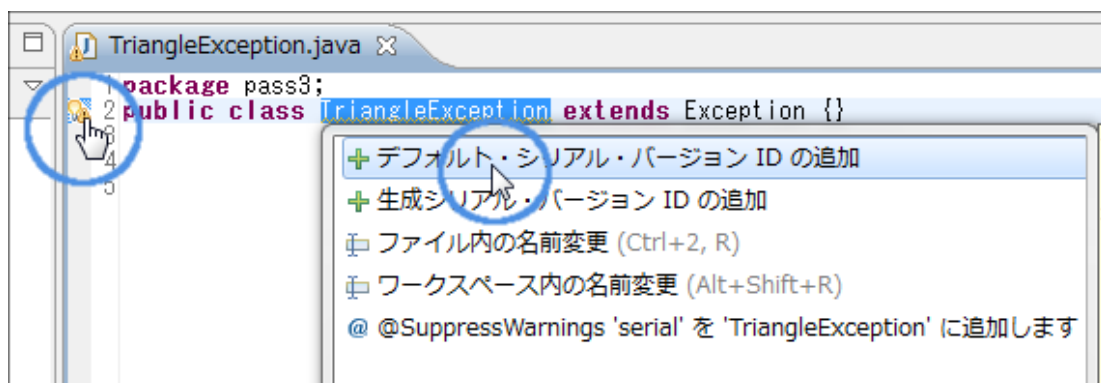 TriangleException.java
1 package pass3;
2 public class TriangleException extends Exception {}
3
4
5
デフォルト・シリアル・バージョン ID の追加
生成シリアル・バージョン ID の追加
ファイル内の名前変更 (Ctrl+2, R)
ワークスペース内の名前変更 (Alt+Shift+R)
@ @SuppressWarnings 'serial' を 'TriangleException' に追加します